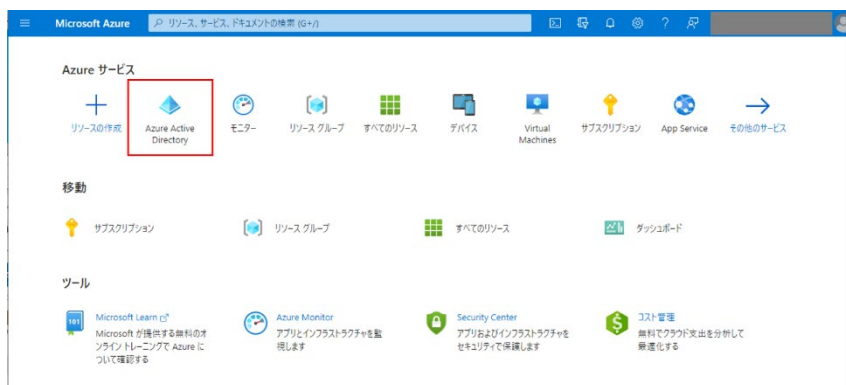 Microsoft Azure
リソース、サービス、ドキュメントの検索 (G+/)
Azure サービス
リソースの作成
Azure Active
Directory
モニター
リソース グループ
すべてのリソース
デバイス
Virtual
Machines
サブスクリプション
App Service
その他のサービス
移動
サブスクリプション
リソース グループ
すべてのリソース
ダッシュボード
ツール
101
Microsoft Learn
Microsoft が提供する無料のオ
ンライン トレーニングで Azure に
ついて確認する
Azure Monitor
アプリとインフラストラクチャを監
視します
Security Center
アプリおよびインフラストラクチャを
セキュリティで保護します
コスト管理
無料でクラウド支出を分析して
最適化する